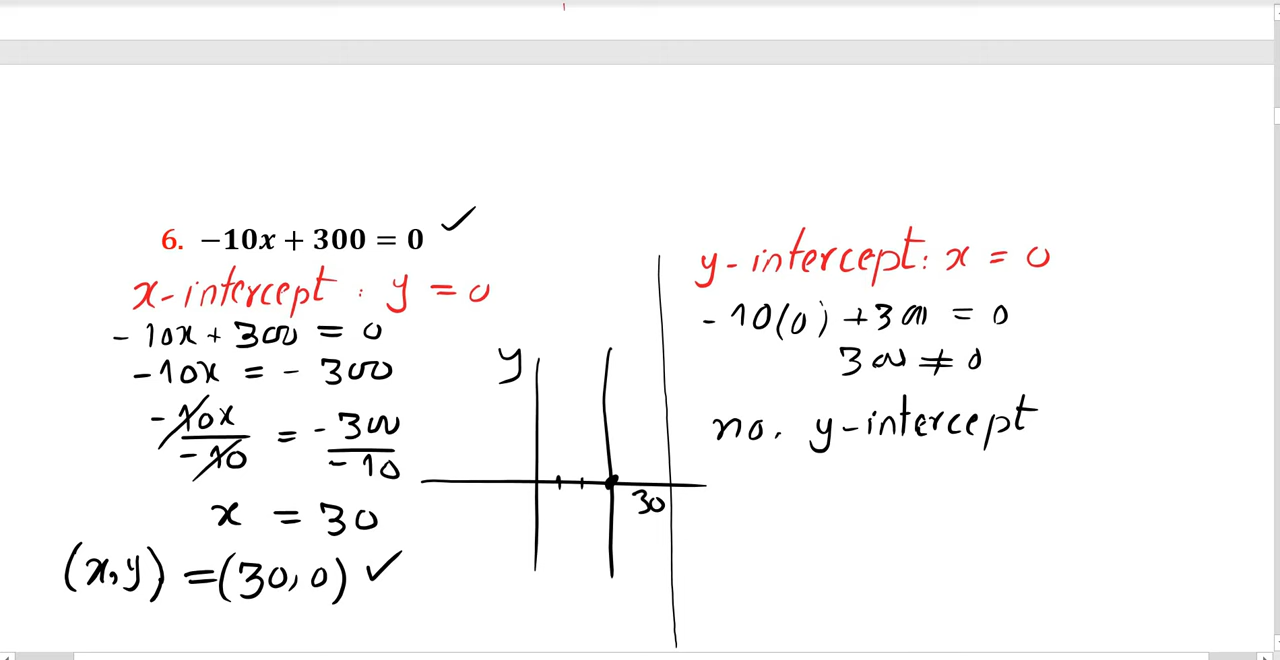 6. −10x + 300 = 0 ✓
x-intercept : y = 0
-10x + 300 = 0
-10x = - 300
-10x/-10 = -300/-10
x = 30
(x,y) = (30,0) ✓
y
30
y-intercept: x = 0
-10(0) + 300 = 0
300 ≠ 0
no. y-intercept